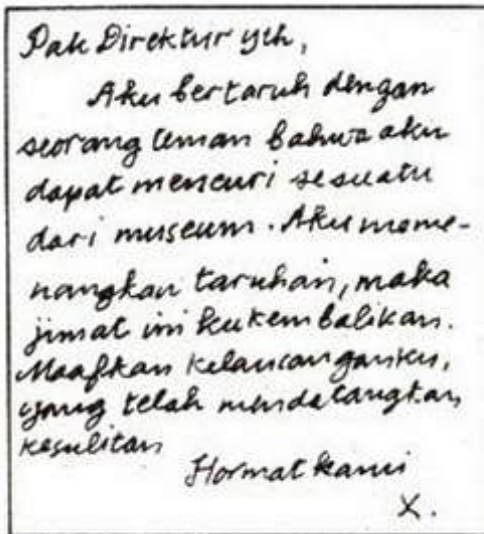 Pak Direktur yth,
Aku bertaruh dengan
seorang teman bahwa aku
dapat mencuri sesuatu
dari museum. Aku meme-
nangkan taruhan, maka
jimat ini kukembalikan.
Maafkan kelancanganku,
yang telah mendatangkan
kesulitan
Hormat kami
X.